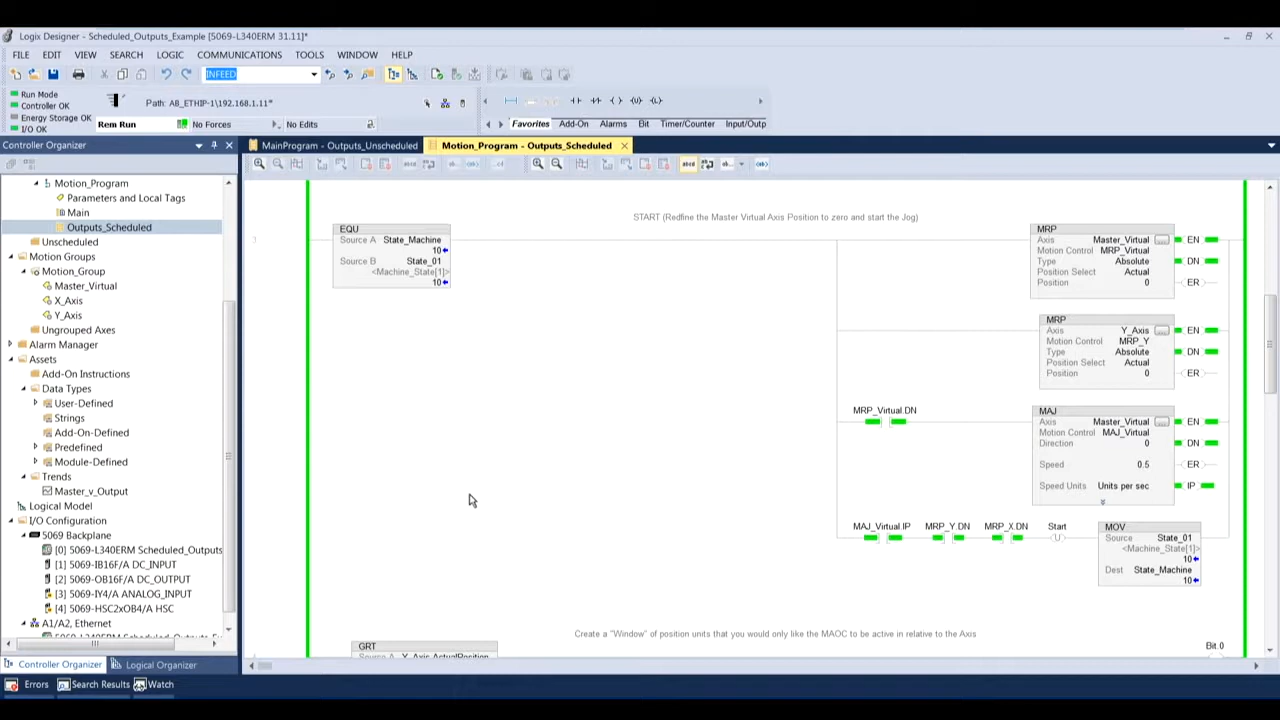 Logix Designer - Scheduled_Outputs_Example [5069-L340ERM 31.11]*
FILE EDIT VIEW SEARCH LOGIC COMMUNICATIONS TOOLS WINDOW HELP
INFEED
Run Mode
Controller OK
Energy Storage OK
I/O OK
Path: AB_ETHIP-1\192.168.1.11*
Rem Run No Forces No Edits
Favorites Add-On Alarms Bit Timer/Counter Input/Outp
Controller Organizer
MainProgram - Outputs_Unscheduled
Motion_Program - Outputs_Scheduled
Motion_Program
Parameters and Local Tags
Main
Outputs_Scheduled
Unscheduled
Motion Groups
Motion_Group
Master_Virtual
X_Axis
Y_Axis
Ungrouped Axes
Alarm Manager
Assets
Add-On Instructions
Data Types
User-Defined
Strings
Add-On-Defined
Predefined
Module-Defined
Trends
Master_v_Output
Logical Model
I/O Configuration
5069 Backplane
[0] 5069-L340ERM Scheduled_Outputs
[1] 5069-IB16F/A DC_INPUT
[2] 5069-OB16F/A DC_OUTPUT
[3] 5069-IY4/A ANALOG_INPUT
[4] 5069-HSC2xOB4/A HSC
A1/A2, Ethernet
START (Redfine the Master Virtual Axis Position to zero and start the Jog)
EQU
Source A State_Machine
10
Source B State_01
<Machine_State[1]>
10
MRP
Axis Master_Virtual ... EN
Motion Control MRP_Virtual
Type Absolute DN
Position Select Actual
Position 0 ER
MRP
Axis Y_Axis ... EN
Motion Control MRP_Y
Type Absolute DN
Position Select Actual
Position 0 ER
MRP_Virtual.DN
MAJ
Axis Master_Virtual ... EN
Motion Control MAJ_Virtual
Direction 0 DN
Speed 0.5 ER
Speed Units Units per sec IP
MAJ_Virtual.IP MRP_Y.DN MRP_X.DN Start
U
MOV
Source State_01
<Machine_State[1]>
10
Dest State_Machine
10
Create a "Window" of position units that you would only like the MAOC to be active in relative to the Axis
GRT
Source A Y_Axis.ActualPosition
Bit.0
Controller Organizer Logical Organizer
Errors Search Results Watch